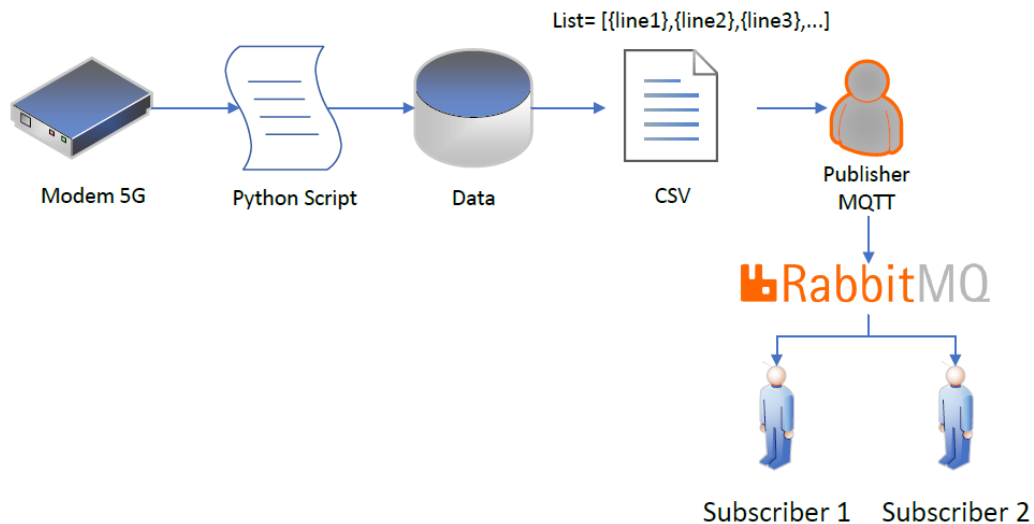 List= [{line1},{line2},{line3},...]
Modem 5G
Python Script
Data
CSV
Publisher
MQTT
RabbitMQ
Subscriber 1
Subscriber 2